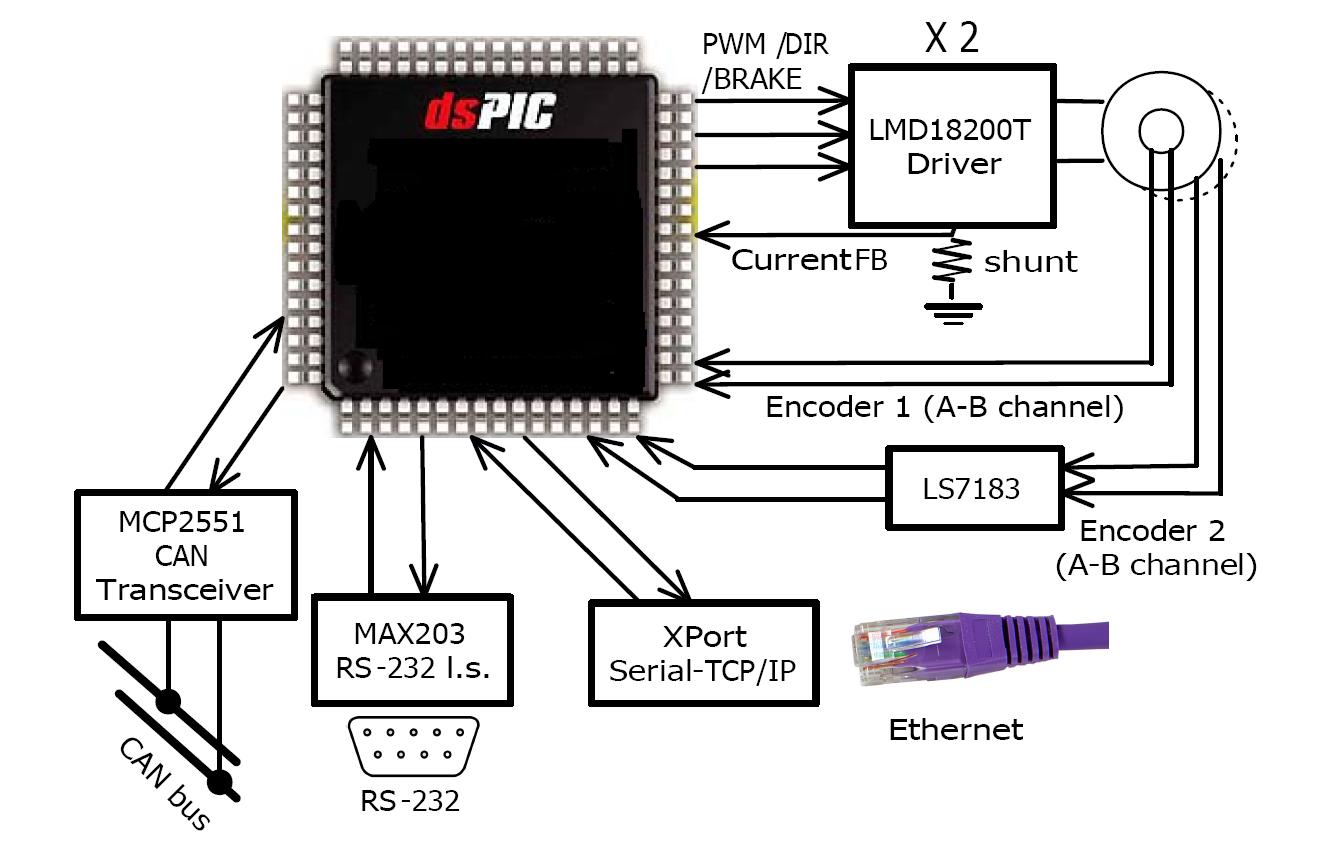 X 2
PWM /DIR
/BRAKE
dsPIC
LMD18200T
Driver
CurrentFB
shunt
Encoder 1 (A-B channel)
LS7183
Encoder 2
(A-B channel)
MCP2551
CAN
Transceiver
MAX203
RS-232 l.s.
XPort
Serial-TCP/IP
Ethernet
CAN bus
RS-232